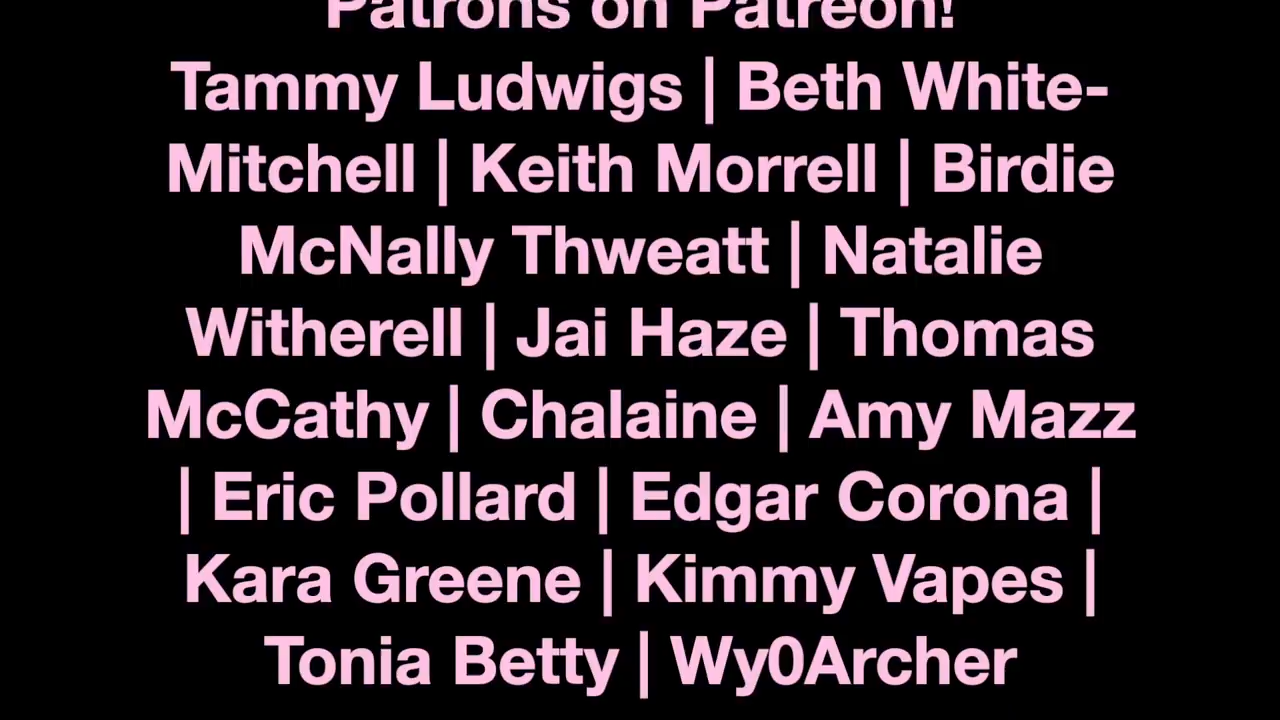 Patrons on Patreon!
Tammy Ludwigs | Beth White-
Mitchell | Keith Morrell | Birdie
McNally Thweatt | Natalie
Witherell | Jai Haze | Thomas
McCathy | Chalaine | Amy Mazz
| Eric Pollard | Edgar Corona |
Kara Greene | Kimmy Vapes |
Tonia Betty | Wy0Archer